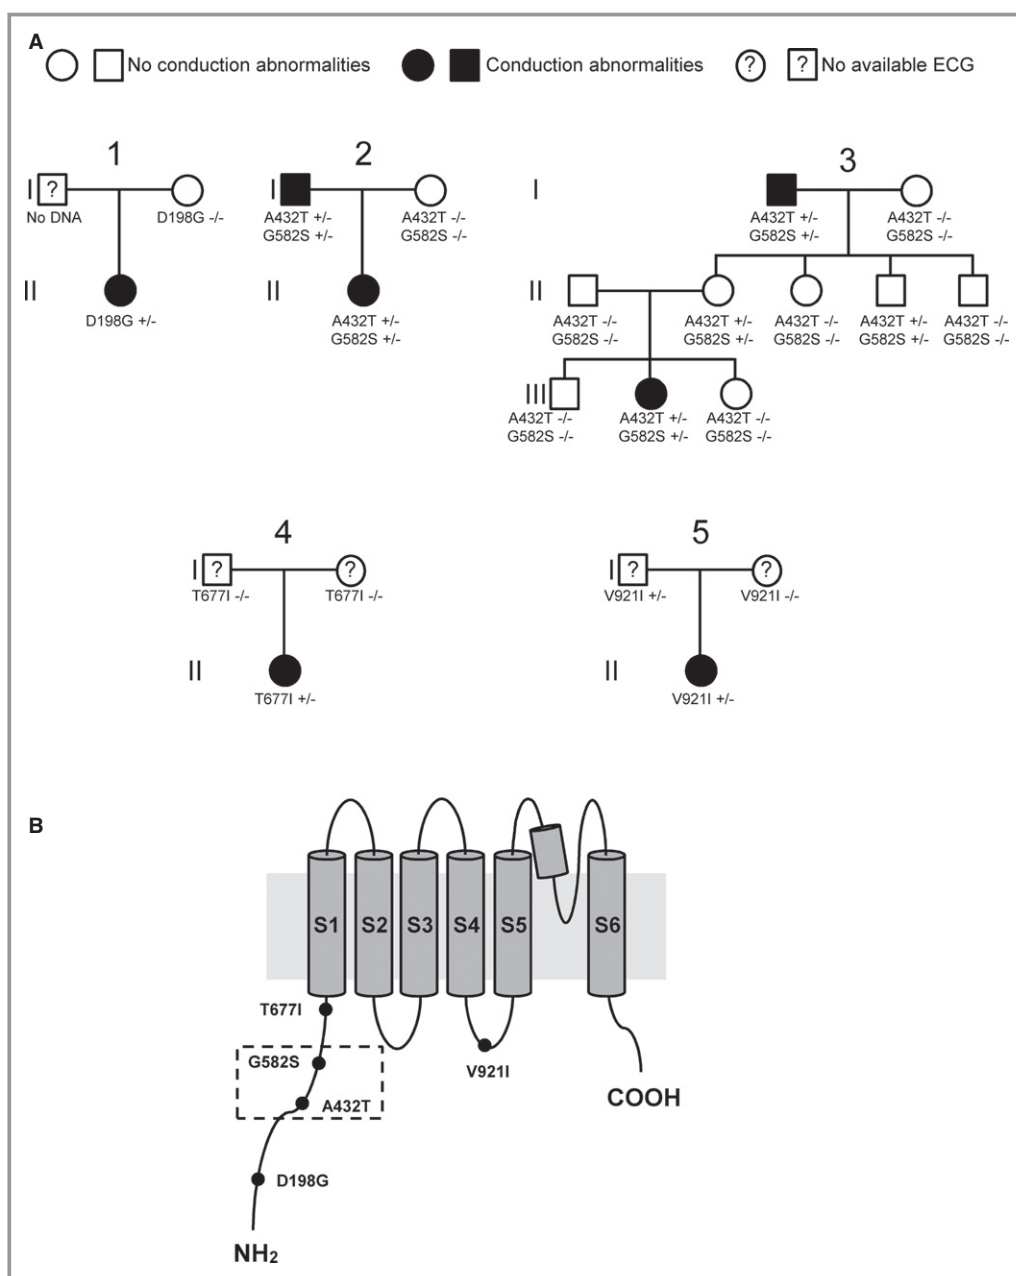 A
No conduction abnormalities
Conduction abnormalities
? ? No available ECG
1
I ?
No DNA
D198G -/-
II
D198G +/-
2
I
A432T +/-
G582S +/-
A432T -/-
G582S -/-
II
A432T +/-
G582S +/-
3
I
A432T +/-
G582S +/-
A432T -/-
G582S -/-
II
A432T -/-
G582S -/-
A432T +/-
G582S +/-
A432T -/-
G582S -/-
A432T +/-
G582S +/-
A432T -/-
G582S -/-
III
A432T -/-
G582S -/-
A432T +/-
G582S +/-
A432T -/-
G582S -/-
4
I ? ?
T677I -/- T677I -/-
II
T677I +/-
5
I ? ?
V921I +/- V921I -/-
II
V921I +/-
B
S1 S2 S3 S4 S5 S6
T677I
G582S
V921I
A432T
COOH
D198G
NH2